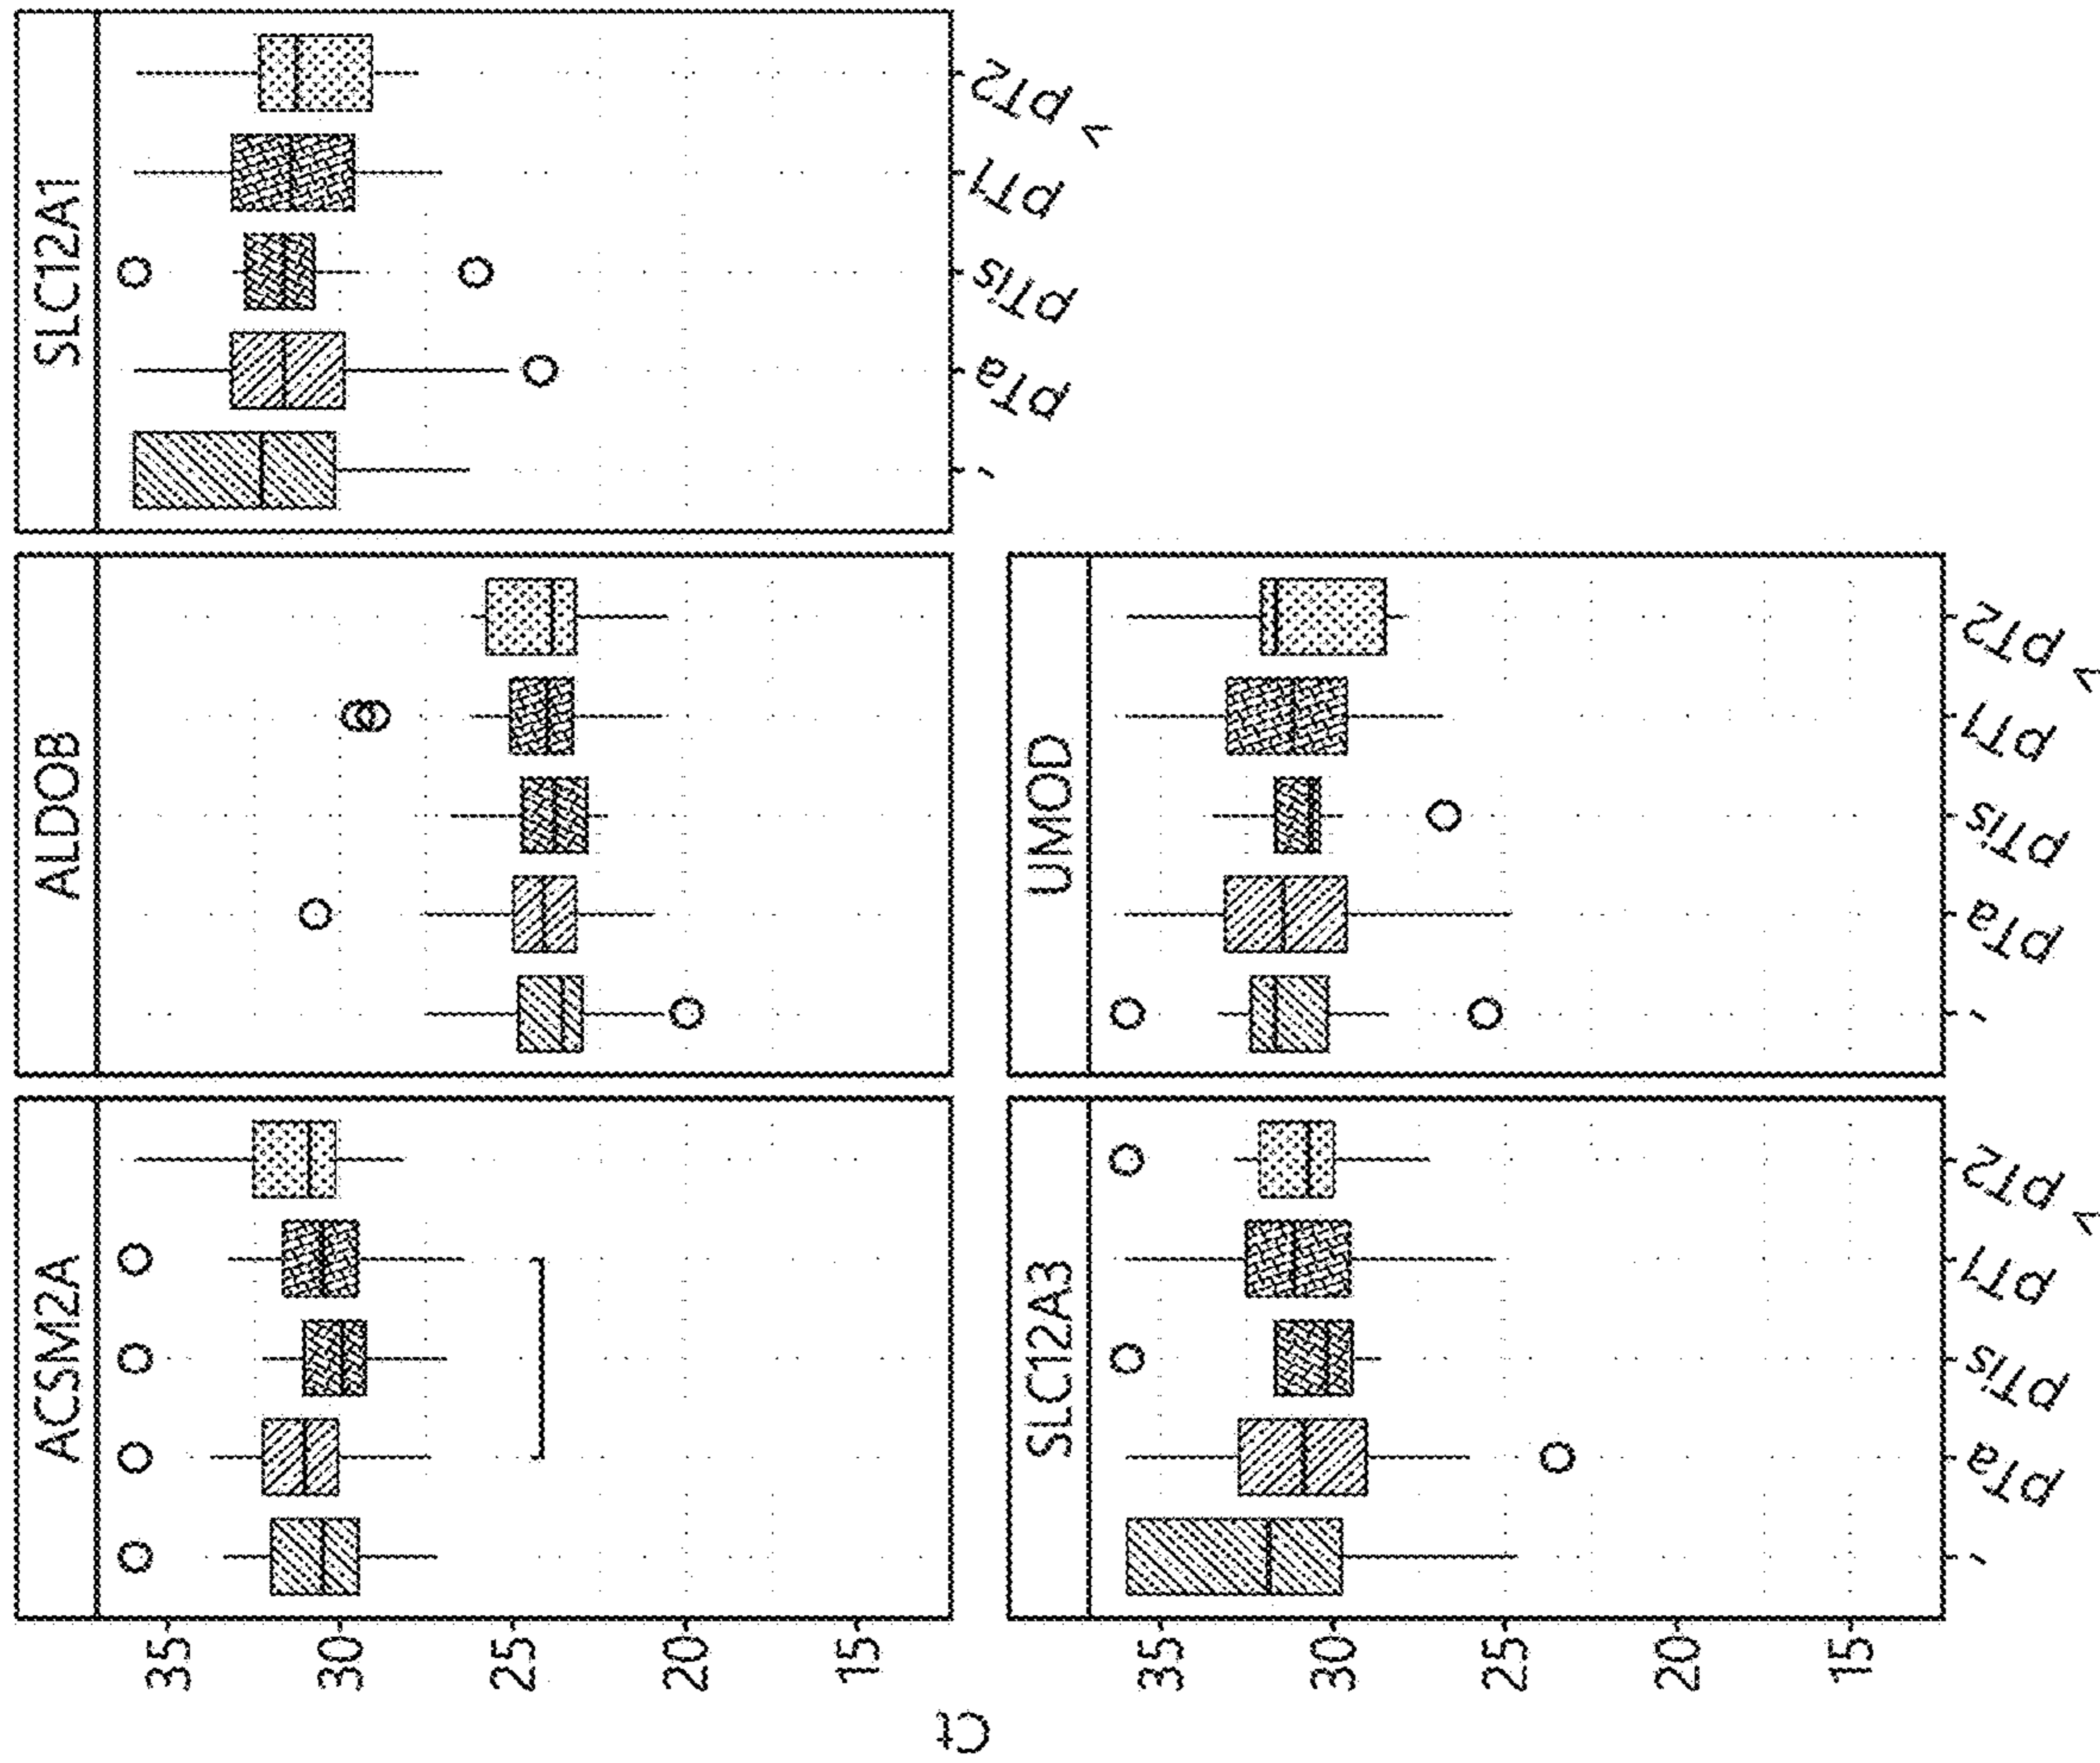 ACSM2A
ALDOB
SLC12A1
35
30
25
20
15
- pTa pTis pT1 > pT2
Ct
SLC12A3
UMOD
35
30
25
20
15
- pTa pTis pT1 > pT2
- pTa pTis pT1 > pT2